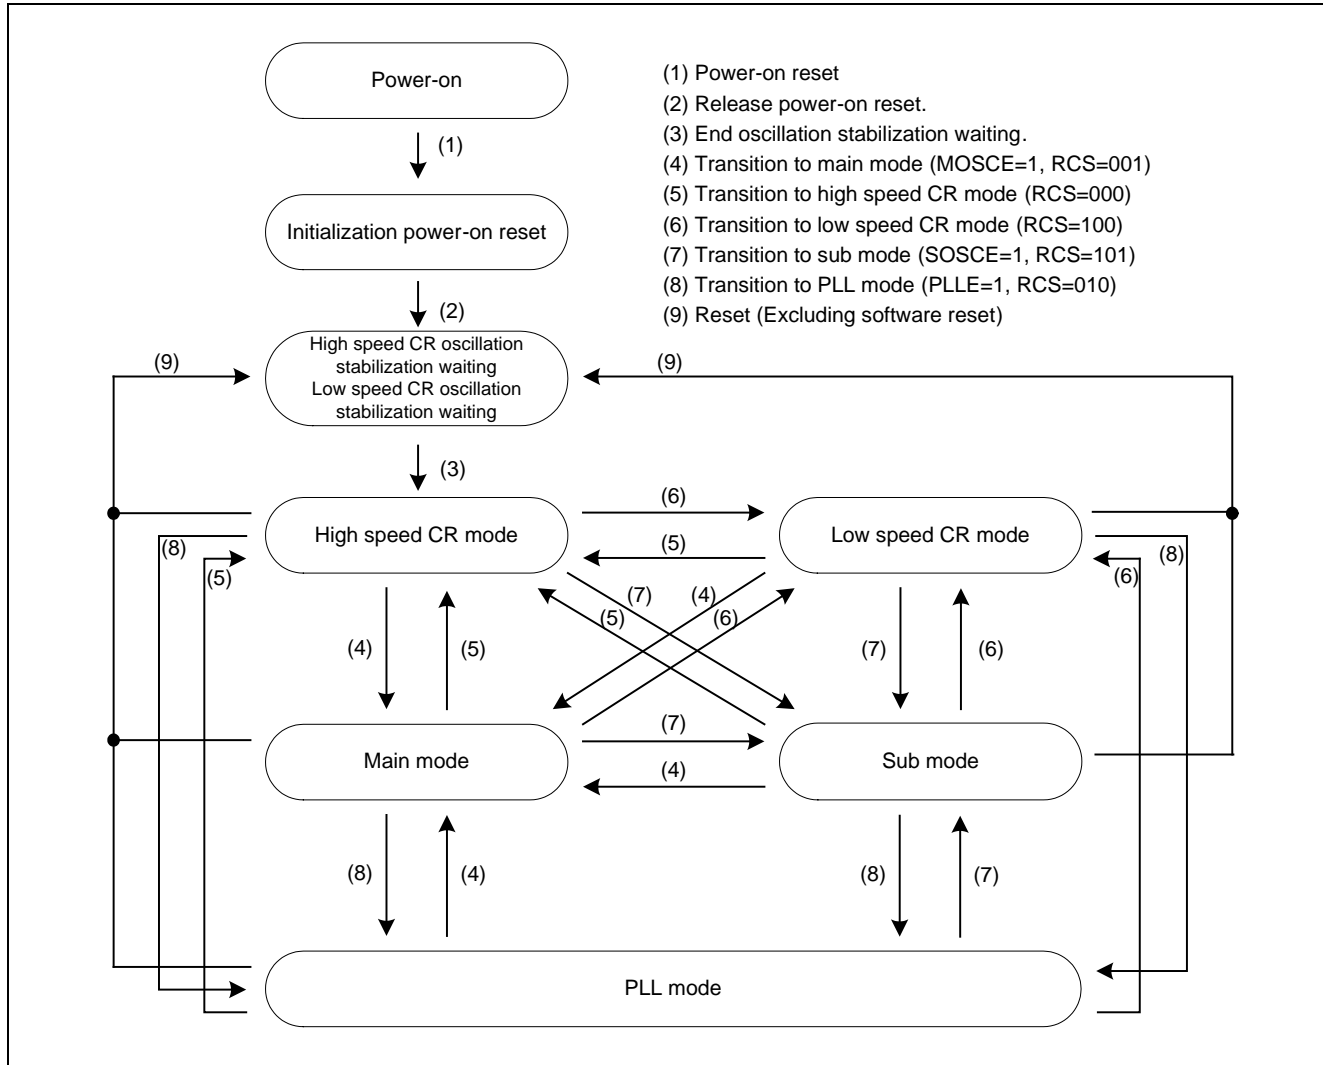 Power-on
(1) Power-on reset
(2) Release power-on reset.
(3) End oscillation stabilization waiting.
(4) Transition to main mode (MOSCE=1, RCS=001)
(5) Transition to high speed CR mode (RCS=000)
(6) Transition to low speed CR mode (RCS=100)
(7) Transition to sub mode (SOSCE=1, RCS=101)
(8) Transition to PLL mode (PLLE=1, RCS=010)
(9) Reset (Excluding software reset)
(1)
Initialization power-on reset
(2)
High speed CR oscillation
stabilization waiting
Low speed CR oscillation
stabilization waiting
(9)
(9)
(3)
High speed CR mode
(6)
(5)
Low speed CR mode
(8)
(5)
(8)
(6)
(7)
(4)
(5)
(6)
(4)
(5)
(7)
(6)
Main mode
(7)
(4)
Sub mode
(8)
(4)
(8)
(7)
PLL mode